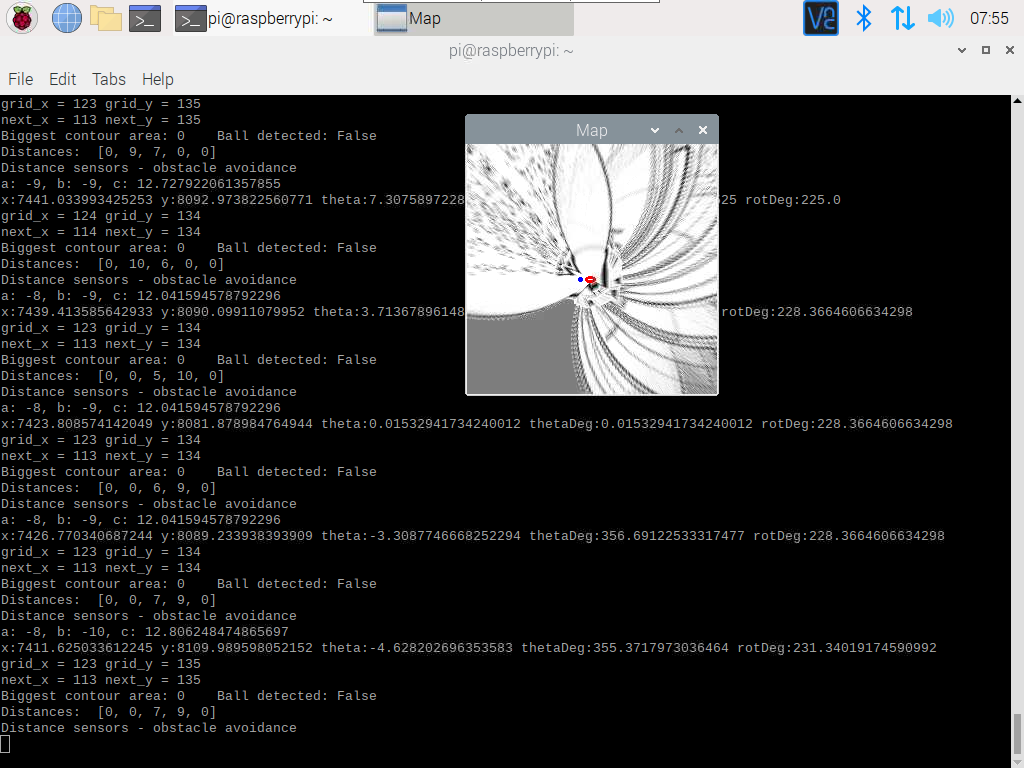 pi@raspberrypi: ~
Map
07:55
pi@raspberrypi: ~
File Edit Tabs Help
grid_x = 123 grid_y = 135
next_x = 113 next_y = 135
Biggest contour area: 0    Ball detected: False
Distances:  [0, 9, 7, 0, 0]
Distance sensors - obstacle avoidance
a: -9, b: -9, c: 12.727922061357855
x:7441.033993425253 y:8092.973822560771 theta:7.3075897228 25 rotDeg:225.0
grid_x = 124 grid_y = 134
next_x = 114 next_y = 134
Biggest contour area: 0    Ball detected: False
Distances:  [0, 10, 6, 0, 0]
Distance sensors - obstacle avoidance
a: -8, b: -9, c: 12.041594578792296
x:7439.413585642933 y:8090.09911079952 theta:3.71367896148 rotDeg:228.3664606634298
grid_x = 123 grid_y = 134
next_x = 113 next_y = 134
Biggest contour area: 0    Ball detected: False
Distances:  [0, 0, 5, 10, 0]
Distance sensors - obstacle avoidance
a: -8, b: -9, c: 12.041594578792296
x:7423.808574142049 y:8081.878984764944 theta:0.01532941734240012 thetaDeg:0.01532941734240012 rotDeg:228.3664606634298
grid_x = 123 grid_y = 134
next_x = 113 next_y = 134
Biggest contour area: 0    Ball detected: False
Distances:  [0, 0, 6, 9, 0]
Distance sensors - obstacle avoidance
a: -8, b: -9, c: 12.041594578792296
x:7426.770340687244 y:8089.233938393909 theta:-3.3087746668252294 thetaDeg:356.69122533317477 rotDeg:228.3664606634298
grid_x = 123 grid_y = 134
next_x = 113 next_y = 134
Biggest contour area: 0    Ball detected: False
Distances:  [0, 0, 7, 9, 0]
Distance sensors - obstacle avoidance
a: -8, b: -10, c: 12.806248474865697
x:7411.625033612245 y:8109.989598052152 theta:-4.628202696353583 thetaDeg:355.3717973036464 rotDeg:231.34019174590992
grid_x = 123 grid_y = 135
next_x = 113 next_y = 135
Biggest contour area: 0    Ball detected: False
Distances:  [0, 0, 7, 9, 0]
Distance sensors - obstacle avoidance
Map